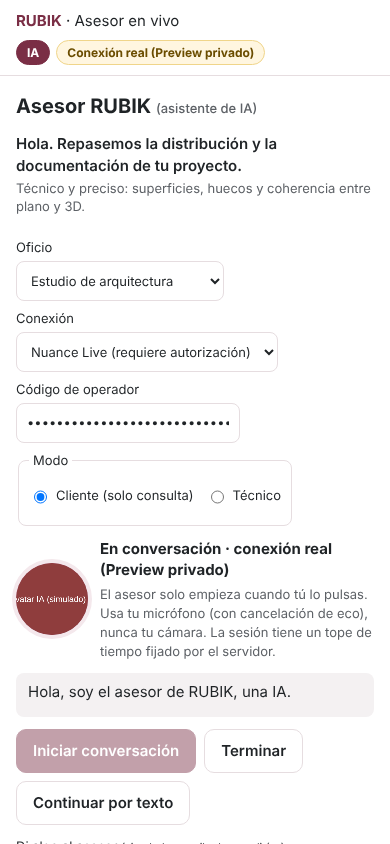 RUBIK · Asesor en vivo
IA
Conexión real (Preview privado)
Asesor RUBIK (asistente de IA)
Hola. Repasemos la distribución y la
documentación de tu proyecto.
Técnico y preciso: superficies, huecos y coherencia entre
plano y 3D.
Oficio
Estudio de arquitectura
Conexión
Nuance Live (requiere autorización)
Código de operador
Modo
Cliente (solo consulta)
Técnico
En conversación · conexión real
(Preview privado)
vatar IA (simulado)
El asesor solo empieza cuando tú lo pulsas.
Usa tu micrófono (con cancelación de eco),
nunca tu cámara. La sesión tiene un tope de
tiempo fijado por el servidor.
Hola, soy el asesor de RUBIK, una IA.
Iniciar conversación
Terminar
Continuar por texto